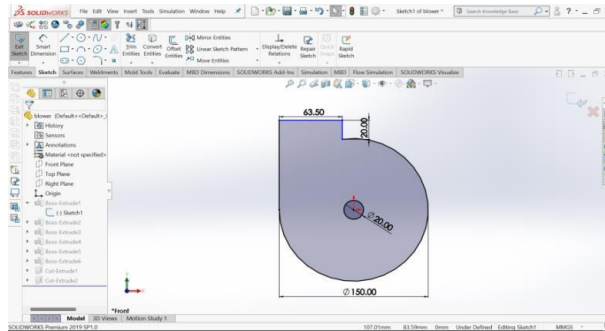 SOLIDWORKS File Edit View Insert Tools Simulation Window Help Sketch1 of blower * Search Knowledge Base
Exit Sketch Smart Dimension Trim Entities Convert Entities Offset Entities Mirror Entities Linear Sketch Pattern Move Entities Display/Delete Relations Repair Sketch Quick Snaps Rapid Sketch
Features Sketch Surfaces Weldments Mold Tools Evaluate MBD Dimensions SOLIDWORKS Add-Ins Simulation MBD Flow Simulation SOLIDWORKS Visualize
blower (Default<<Default>_
History
Sensors
Annotations
Material <not specified>
Front Plane
Top Plane
Right Plane
Origin
Boss-Extrude1
(-) Sketch1
Boss-Extrude2
Boss-Extrude3
Boss-Extrude4
Boss-Extrude5
Boss-Extrude6
Cut-Extrude1
Cut-Extrude2
63.50
20.00
Ø20.00
Ø150.00
*Front
Model 3D Views Motion Study 1
SOLIDWORKS Premium 2019 SP1.0 107.01mm 83.59mm 0mm Under Defined Editing Sketch1 MMGS